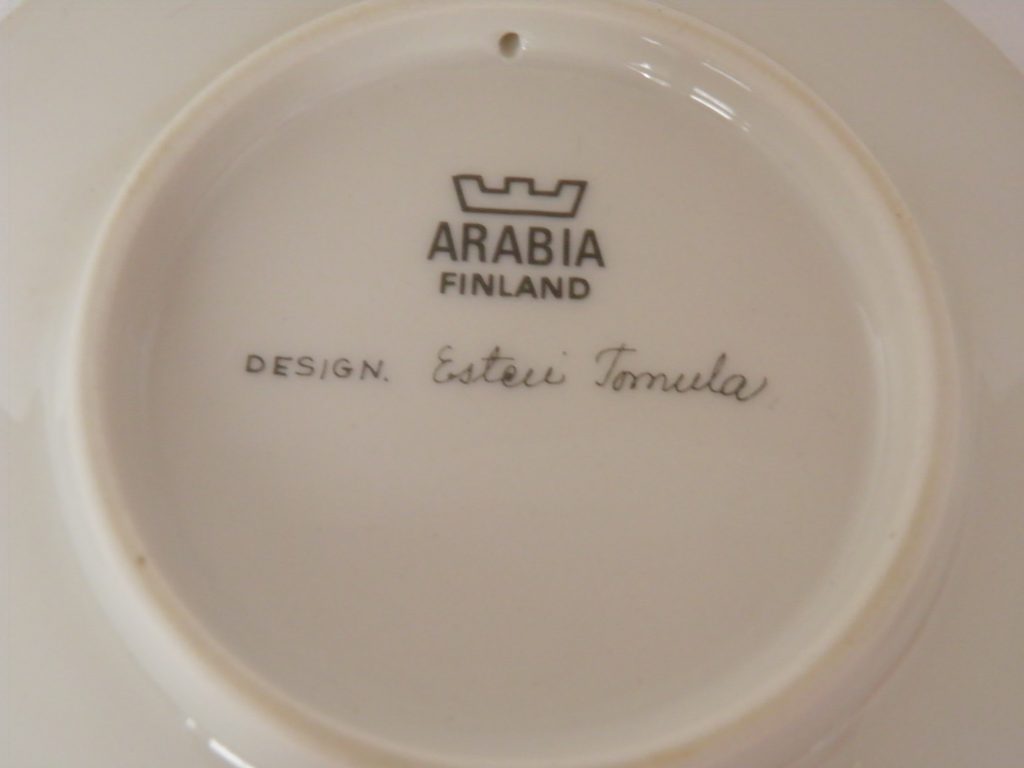 ARABIA
FINLAND
DESIGN. Esteri Tomula